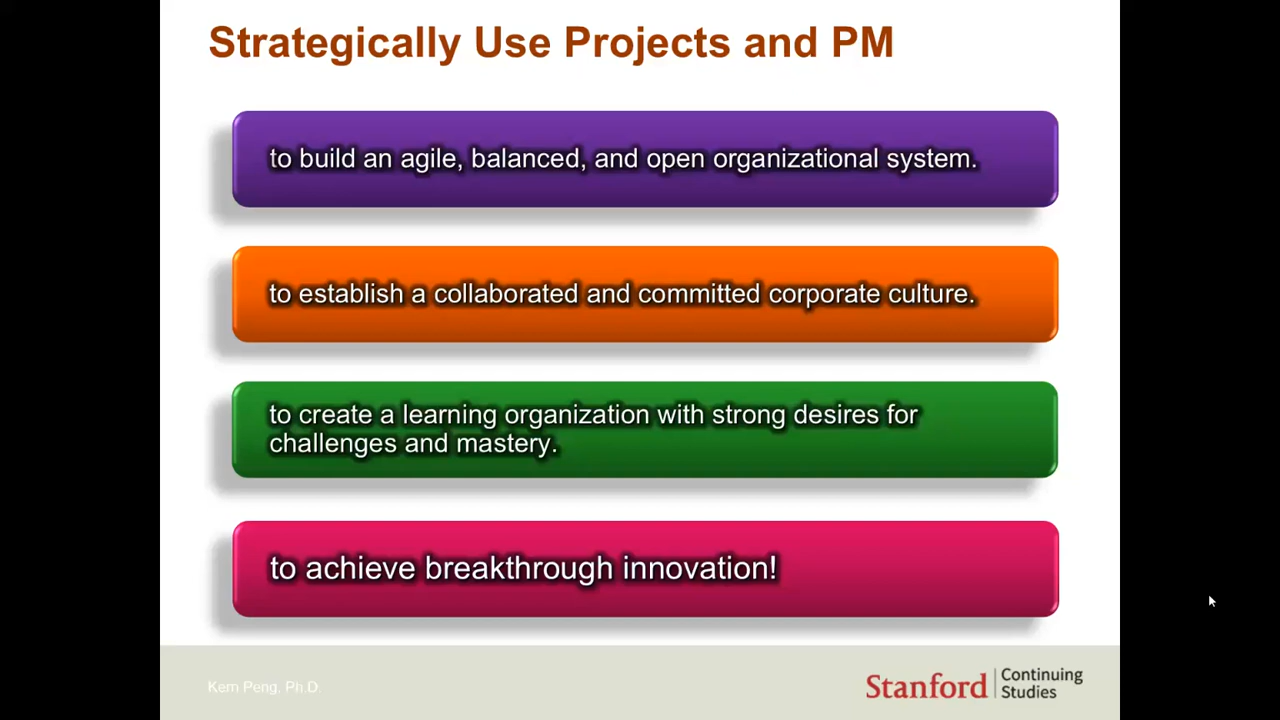 Strategically Use Projects and PM
to build an agile, balanced, and open organizational system.
to establish a collaborated and committed corporate culture.
to create a learning organization with strong desires for
challenges and mastery.
to achieve breakthrough innovation!
Kern Peng, Ph.D.
Stanford
Continuing
Studies